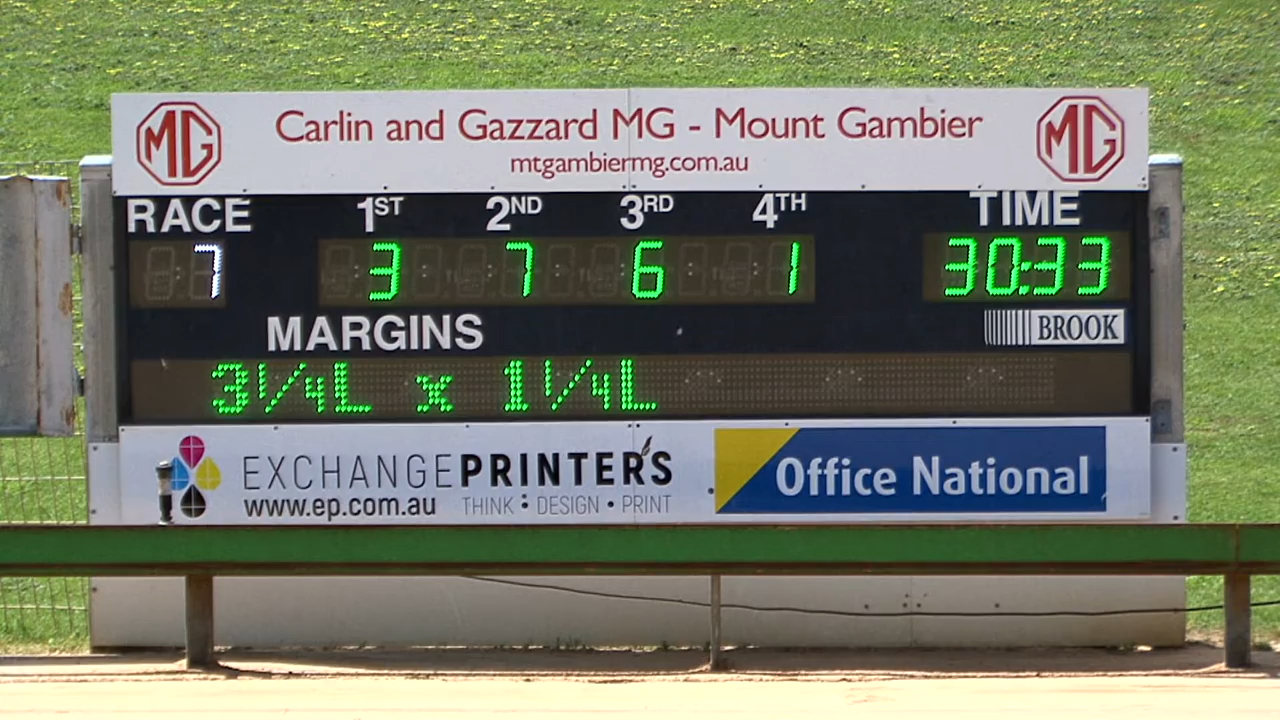 MG Carlin and Gazzard MG - Mount Gambier MG
mtgambiermg.com.au
RACE 1ST 2ND 3RD 4TH TIME
7 3 7 6 1 30:33
MARGINS BROOK
3¼L x 1¼L
EXCHANGEPRINTERS Office National
www.ep.com.au THINK • DESIGN • PRINT